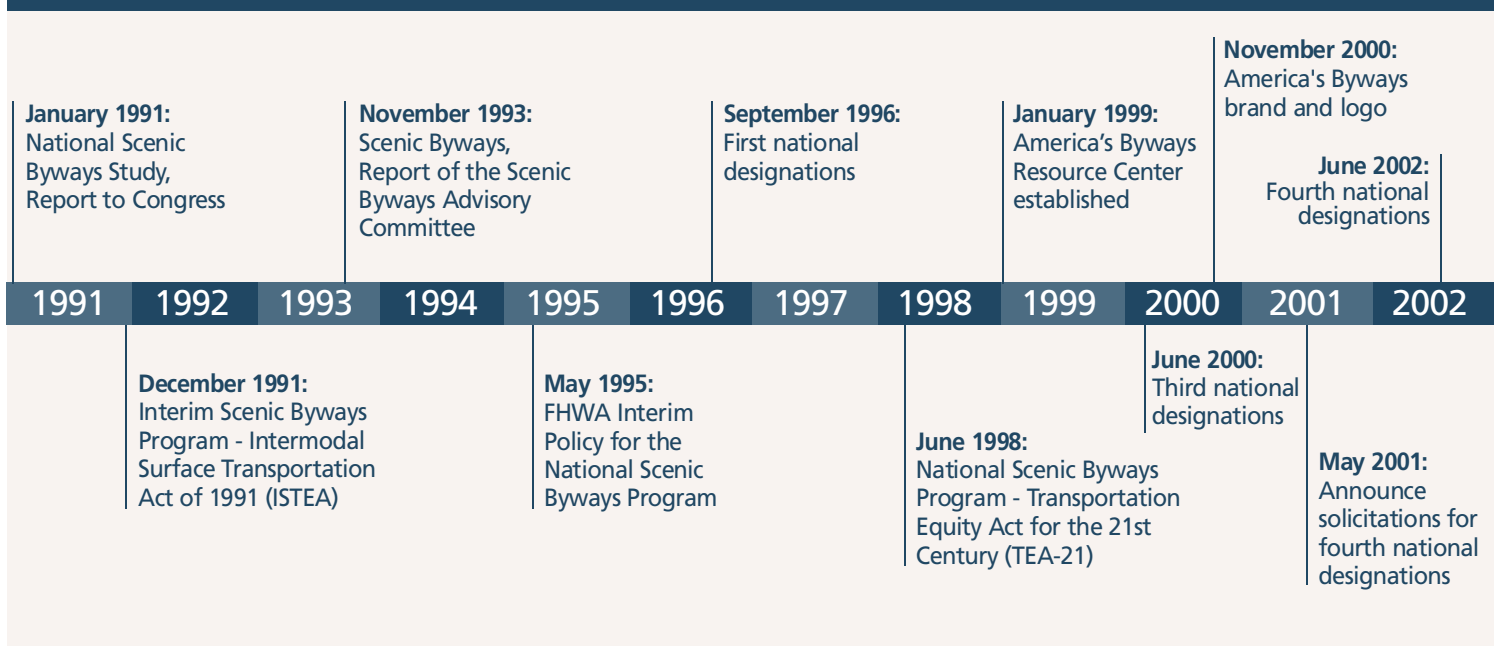 January 1991:
National Scenic
Byways Study,
Report to Congress
November 1993:
Scenic Byways,
Report of the Scenic
Byways Advisory
Committee
September 1996:
First national
designations
January 1999:
America’s Byways
Resource Center
established
November 2000:
America's Byways
brand and logo
June 2002:
Fourth national
designations
1991 1992 1993 1994 1995 1996 1997 1998 1999 2000 2001 2002
December 1991:
Interim Scenic Byways
Program - Intermodal
Surface Transportation
Act of 1991 (ISTEA)
May 1995:
FHWA Interim
Policy for the
National Scenic
Byways Program
June 1998:
National Scenic Byways
Program - Transportation
Equity Act for the 21st
Century (TEA-21)
June 2000:
Third national
designations
May 2001:
Announce
solicitations for
fourth national
designations